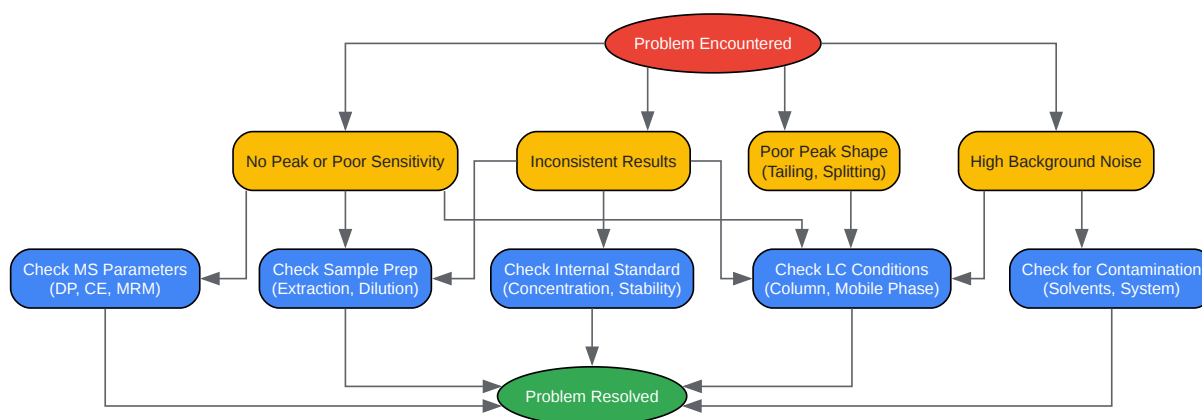 Problem Encountered
No Peak or Poor Sensitivity
Inconsistent Results
Poor Peak Shape
(Tailing, Splitting)
High Background Noise
Check MS Parameters
(DP, CE, MRM)
Check Sample Prep
(Extraction, Dilution)
Check Internal Standard
(Concentration, Stability)
Check LC Conditions
(Column, Mobile Phase)
Check for Contamination
(Solvents, System)
Problem Resolved